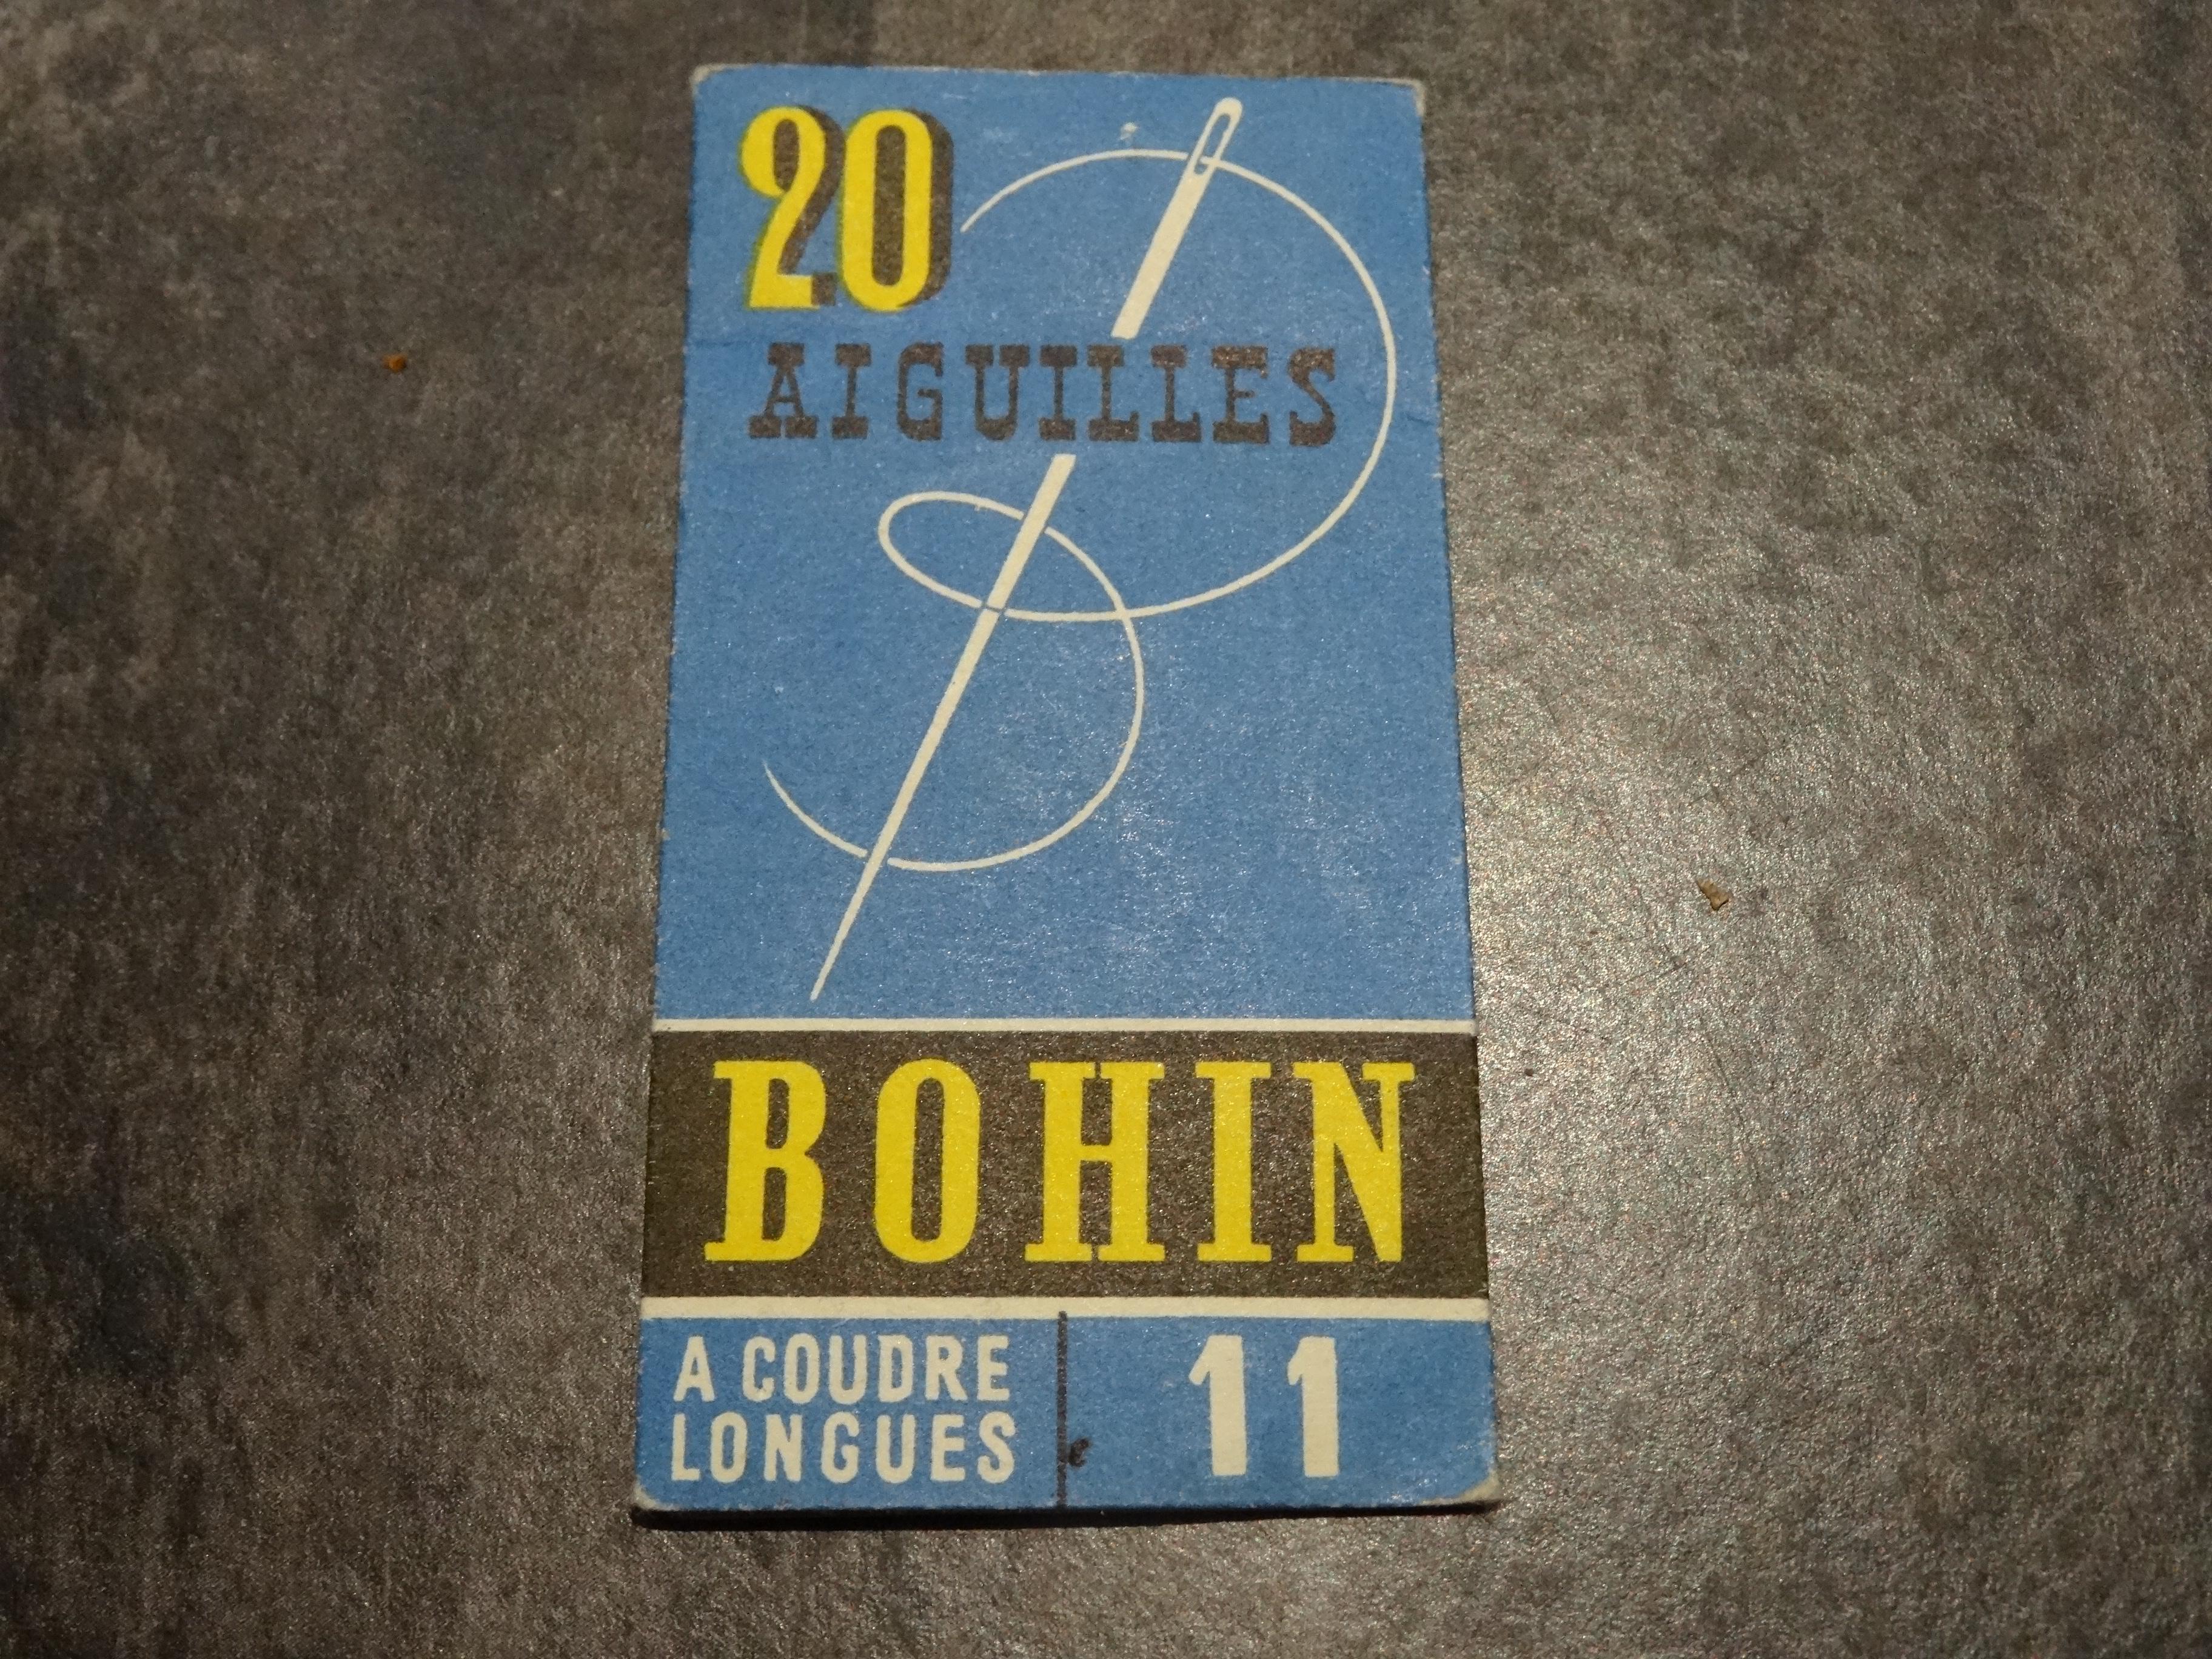 20
AIGUILLES
BOHIN
A COUDRE
LONGUES
e
11